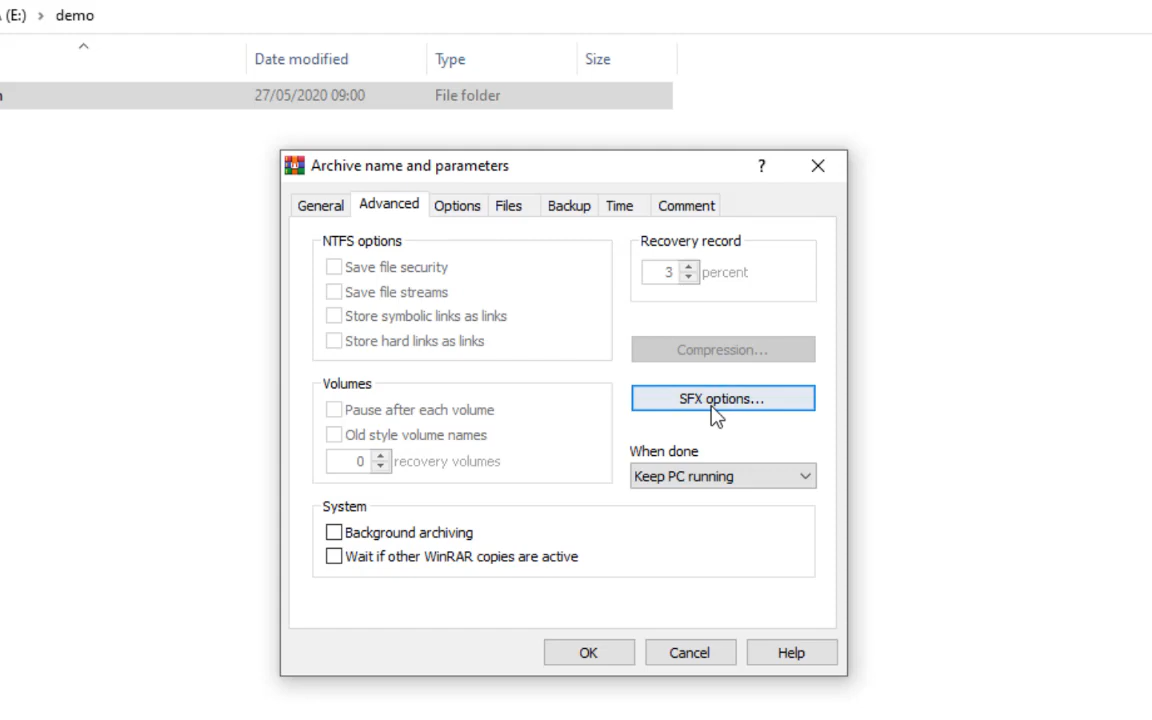 (E:) > demo
Date modified Type Size
27/05/2020 09:00 File folder
Archive name and parameters ?
General Advanced Options Files Backup Time Comment
NTFS options
Save file security
Save file streams
Store symbolic links as links
Store hard links as links
Volumes
Pause after each volume
Old style volume names
0 recovery volumes
Recovery record
3 percent
Compression...
SFX options...
When done
Keep PC running
System
Background archiving
Wait if other WinRAR copies are active
OK Cancel Help